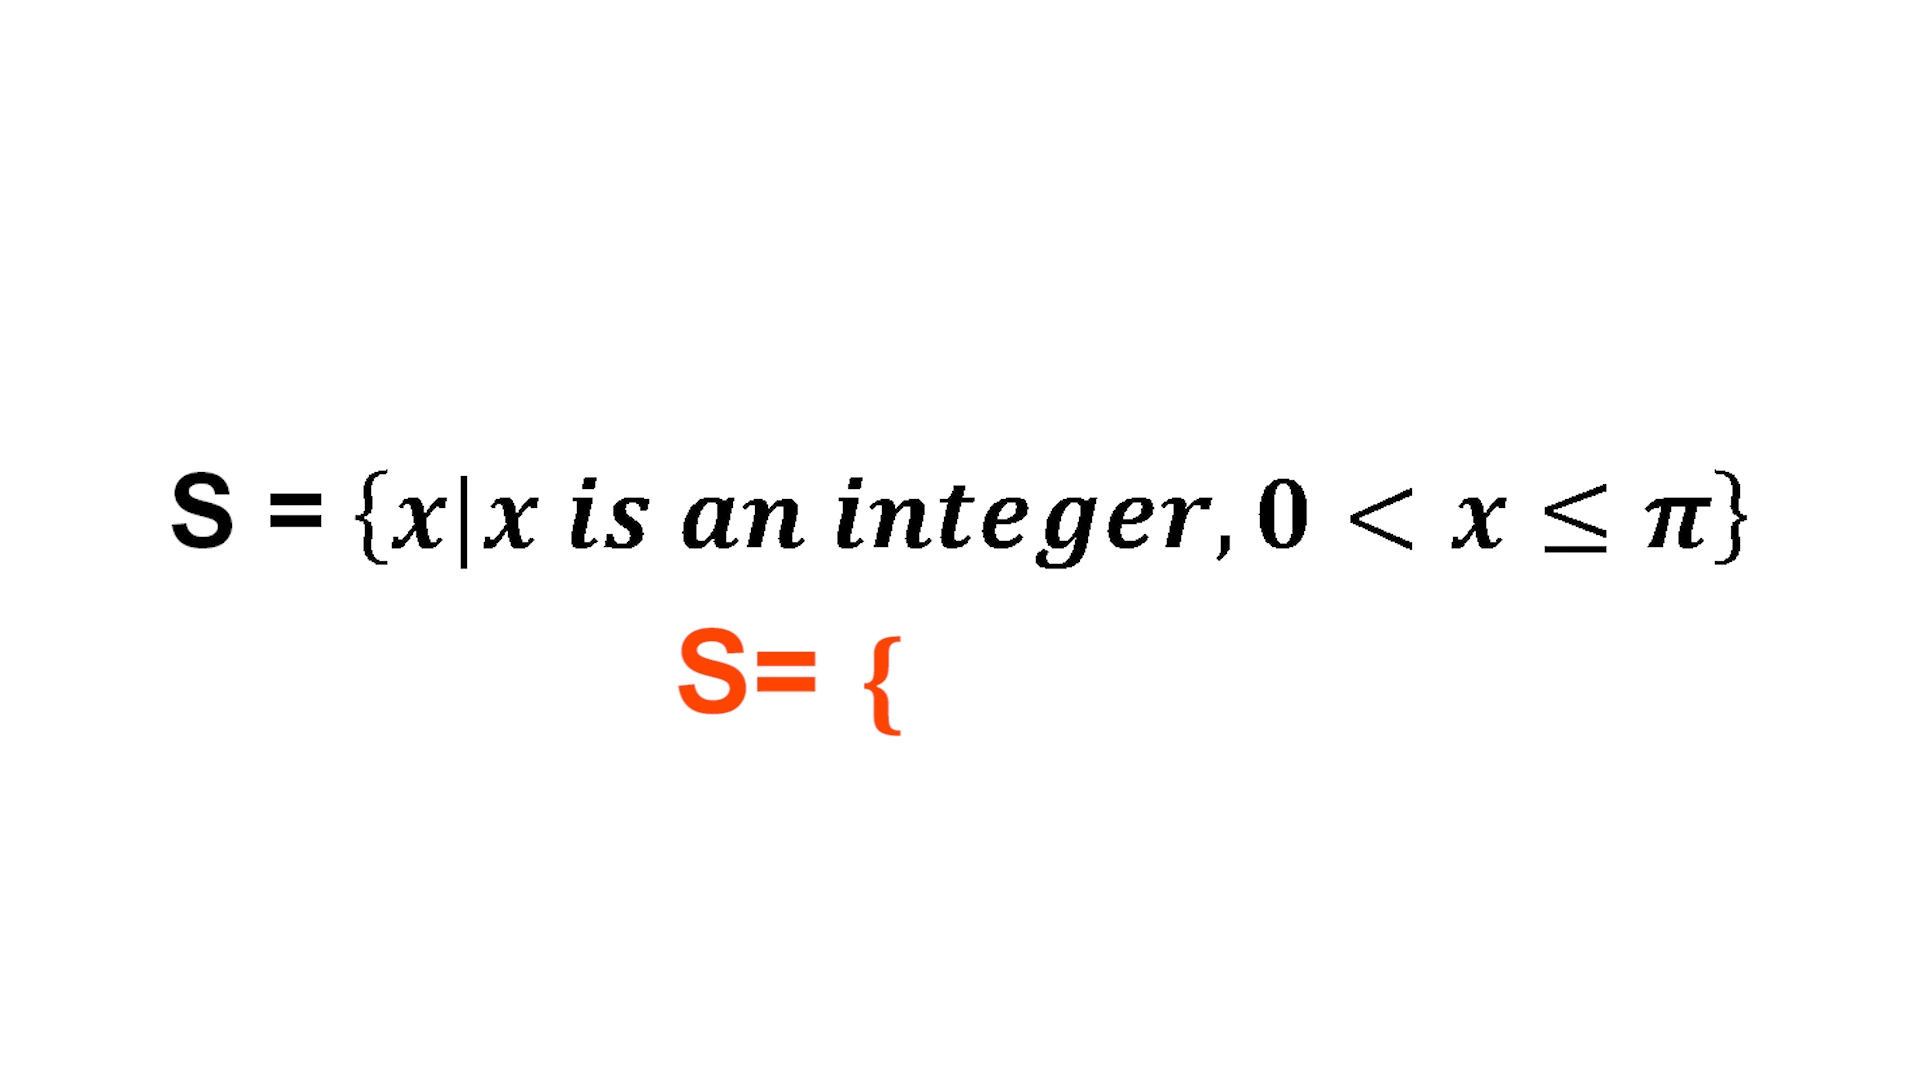 S = {x|x is an integer, 0 < x ≤ π}
S= {